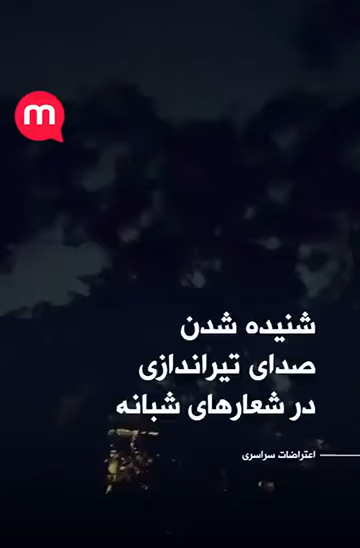 m
شنیده شدن
صدای تیراندازی
در شعارهای شبانه
اعتراضات سراسری